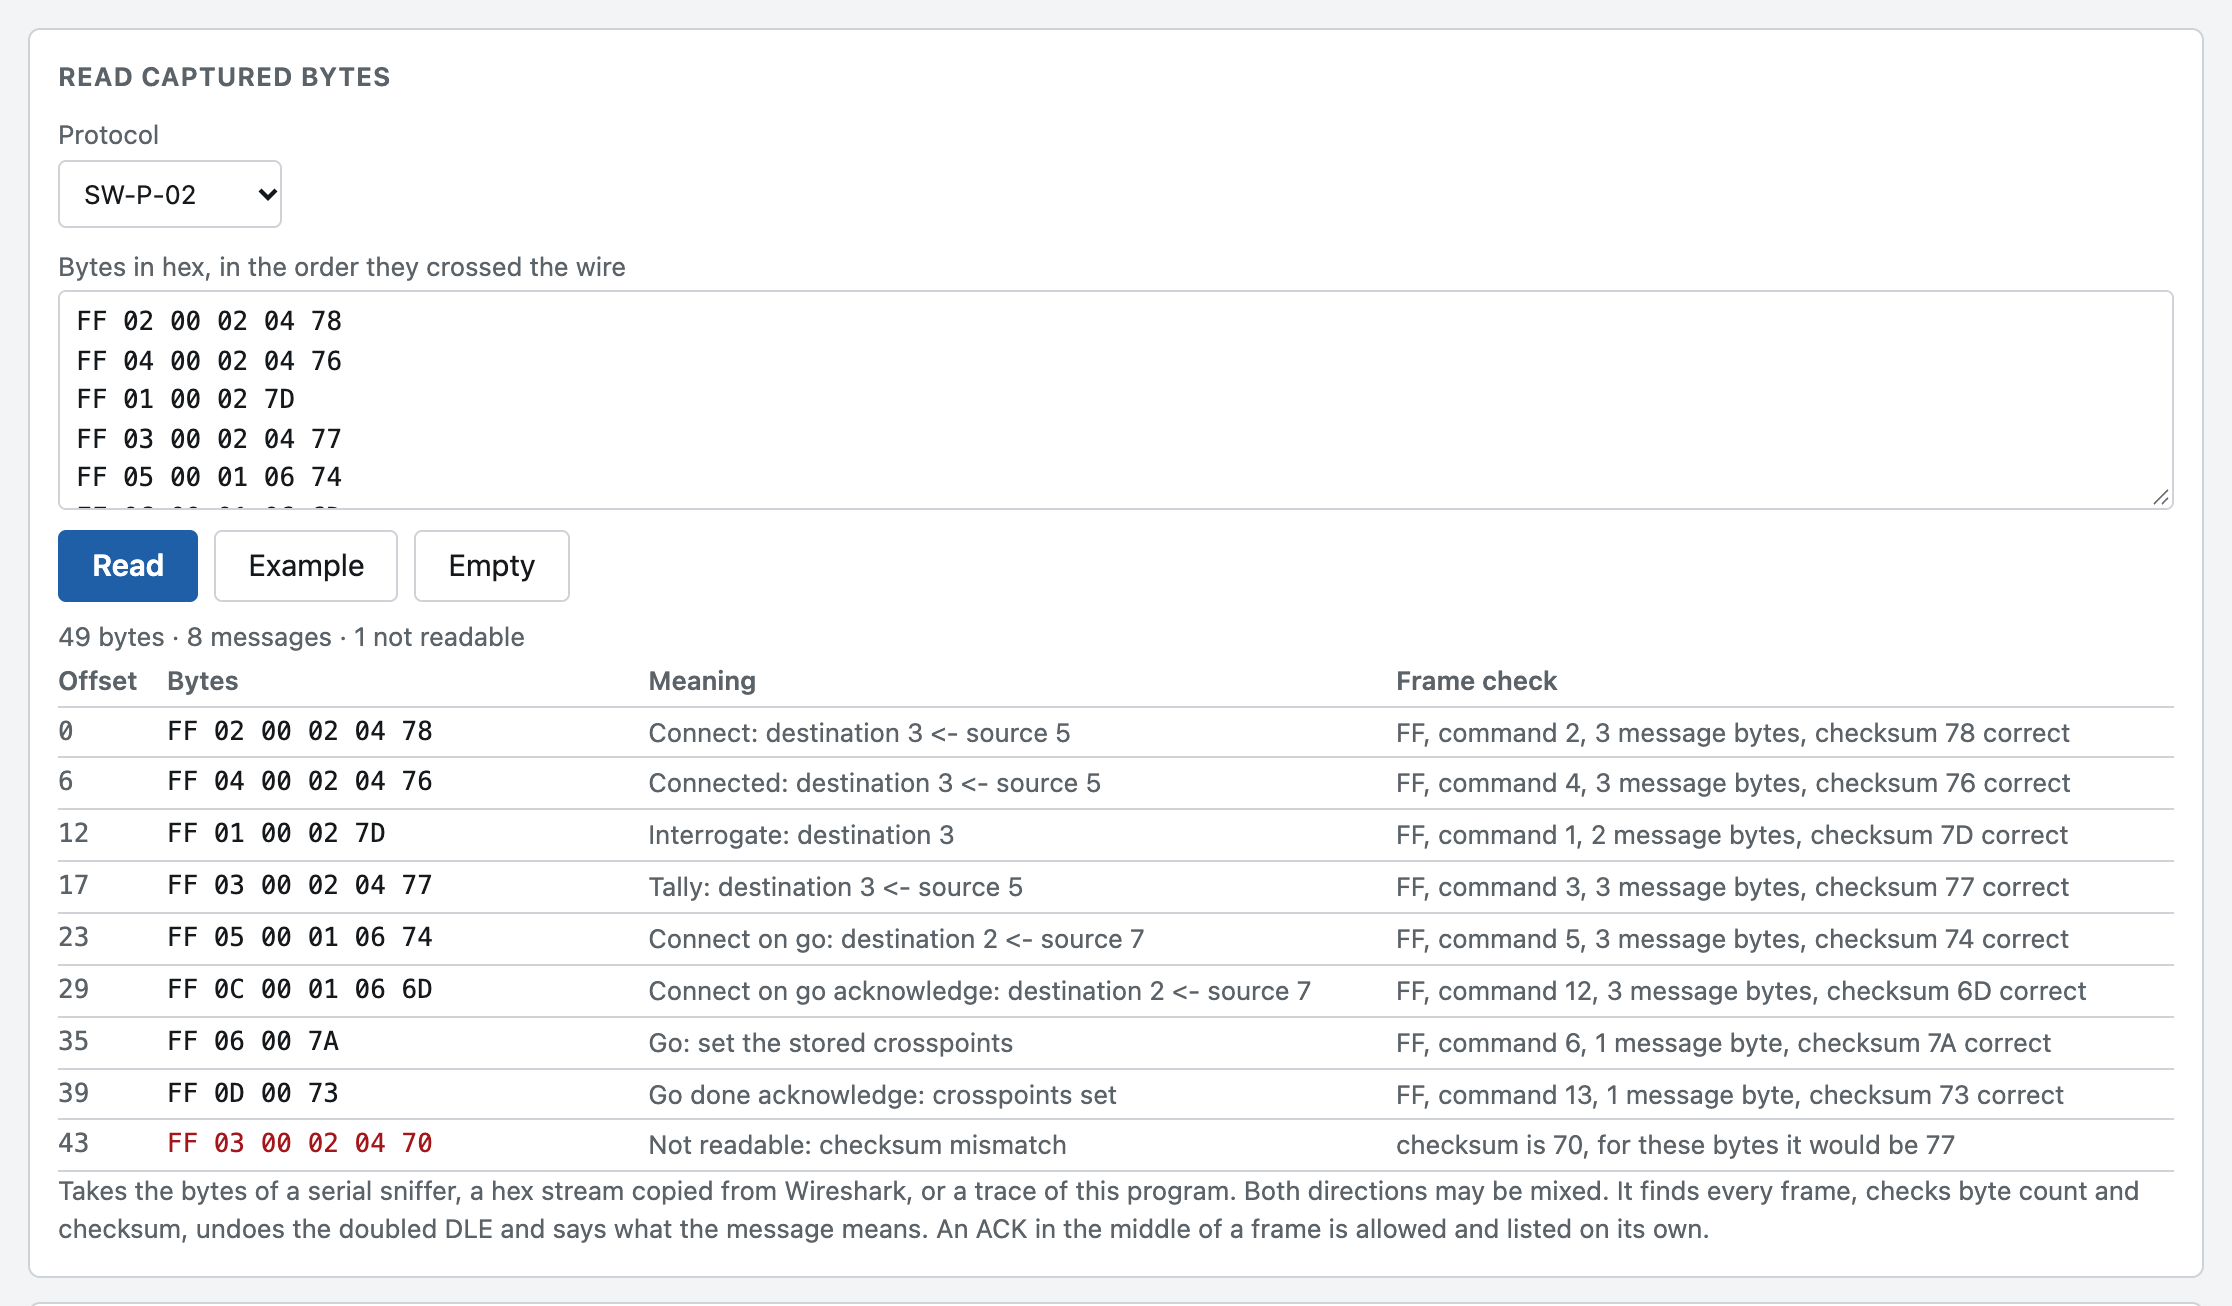 READ CAPTURED BYTES
Protocol
SW-P-02
Bytes in hex, in the order they crossed the wire
FF 02 00 02 04 78
FF 04 00 02 04 76
FF 01 00 02 7D
FF 03 00 02 04 77
FF 05 00 01 06 74
Read Example Empty
49 bytes · 8 messages · 1 not readable
Offset Bytes Meaning Frame check
0 FF 02 00 02 04 78 Connect: destination 3 <- source 5 FF, command 2, 3 message bytes, checksum 78 correct
6 FF 04 00 02 04 76 Connected: destination 3 <- source 5 FF, command 4, 3 message bytes, checksum 76 correct
12 FF 01 00 02 7D Interrogate: destination 3 FF, command 1, 2 message bytes, checksum 7D correct
17 FF 03 00 02 04 77 Tally: destination 3 <- source 5 FF, command 3, 3 message bytes, checksum 77 correct
23 FF 05 00 01 06 74 Connect on go: destination 2 <- source 7 FF, command 5, 3 message bytes, checksum 74 correct
29 FF 0C 00 01 06 6D Connect on go acknowledge: destination 2 <- source 7 FF, command 12, 3 message bytes, checksum 6D correct
35 FF 06 00 7A Go: set the stored crosspoints FF, command 6, 1 message byte, checksum 7A correct
39 FF 0D 00 73 Go done acknowledge: crosspoints set FF, command 13, 1 message byte, checksum 73 correct
43 FF 03 00 02 04 70 Not readable: checksum mismatch checksum is 70, for these bytes it would be 77
Takes the bytes of a serial sniffer, a hex stream copied from Wireshark, or a trace of this program. Both directions may be mixed. It finds every frame, checks byte count and
checksum, undoes the doubled DLE and says what the message means. An ACK in the middle of a frame is allowed and listed on its own.